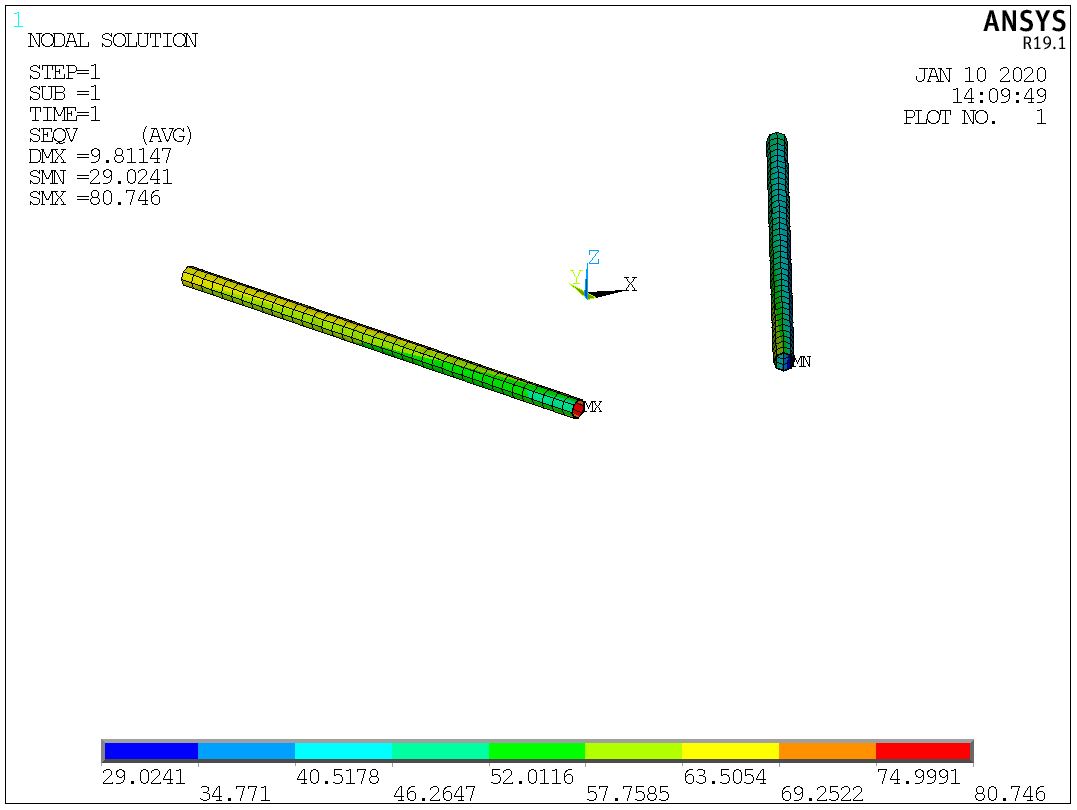 1
ANSYS
R19.1
NODAL SOLUTION
STEP=1
SUB =1
TIME=1
SEQV (AVG)
DMX =9.81147
SMN =29.0241
SMX =80.746
JAN 10 2020
14:09:49
PLOT NO. 1
Z
Y
X
MN
MX
29.0241
34.771
40.5178
46.2647
52.0116
57.7585
63.5054
69.2522
74.9991
80.746